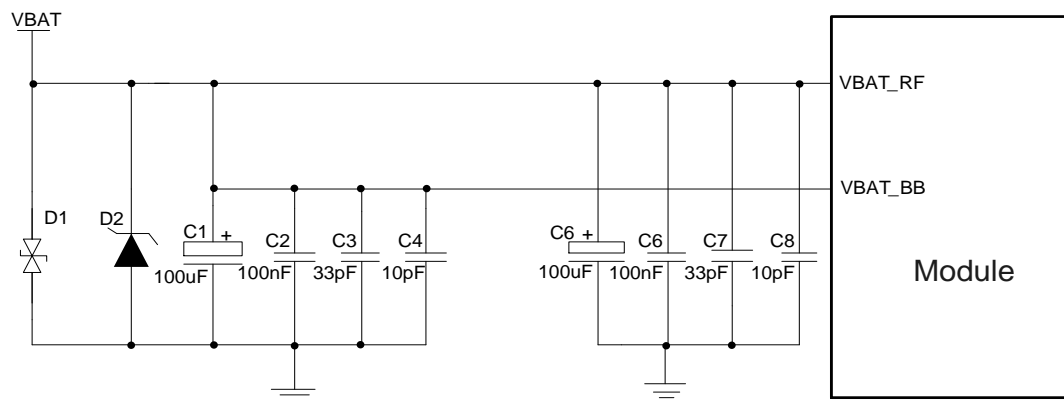 VBAT
VBAT_RF
VBAT_BB
D1
D2
C1
+
100uF
C2
100nF
C3
33pF
C4
10pF
C6
+
100uF
C6
100nF
C7
33pF
C8
10pF
Module